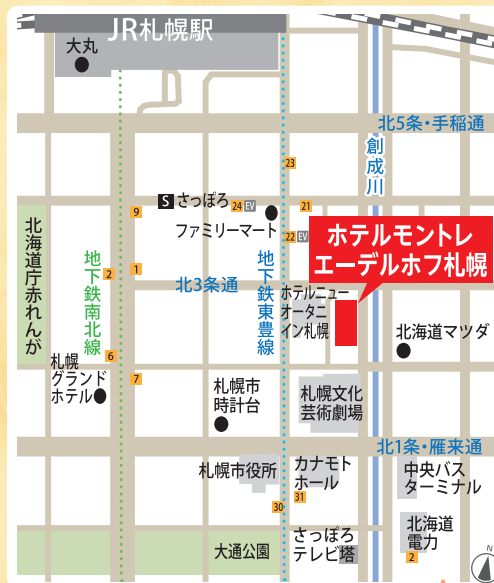 JR札幌駅
大丸
北5条・手稲通
創成川
23
S さっぽろ
24 EV
21
9
ファミリーマート
22 EV
ホテルモントレ
エーデルホフ札幌
北海道庁赤れんが
地下鉄南北線
2
1
北3条通
地下鉄東豊線
ホテルニュー
オータニ
イン札幌
北海道マツダ
6
札幌
グランド
ホテル
7
札幌市
時計台
札幌文化
芸術劇場
北1条・雁来通
札幌市役所
カナモト
ホール
31
30
中央バス
ターミナル
大通公園
さっぽろ
テレビ塔
北海道
電力
2
N